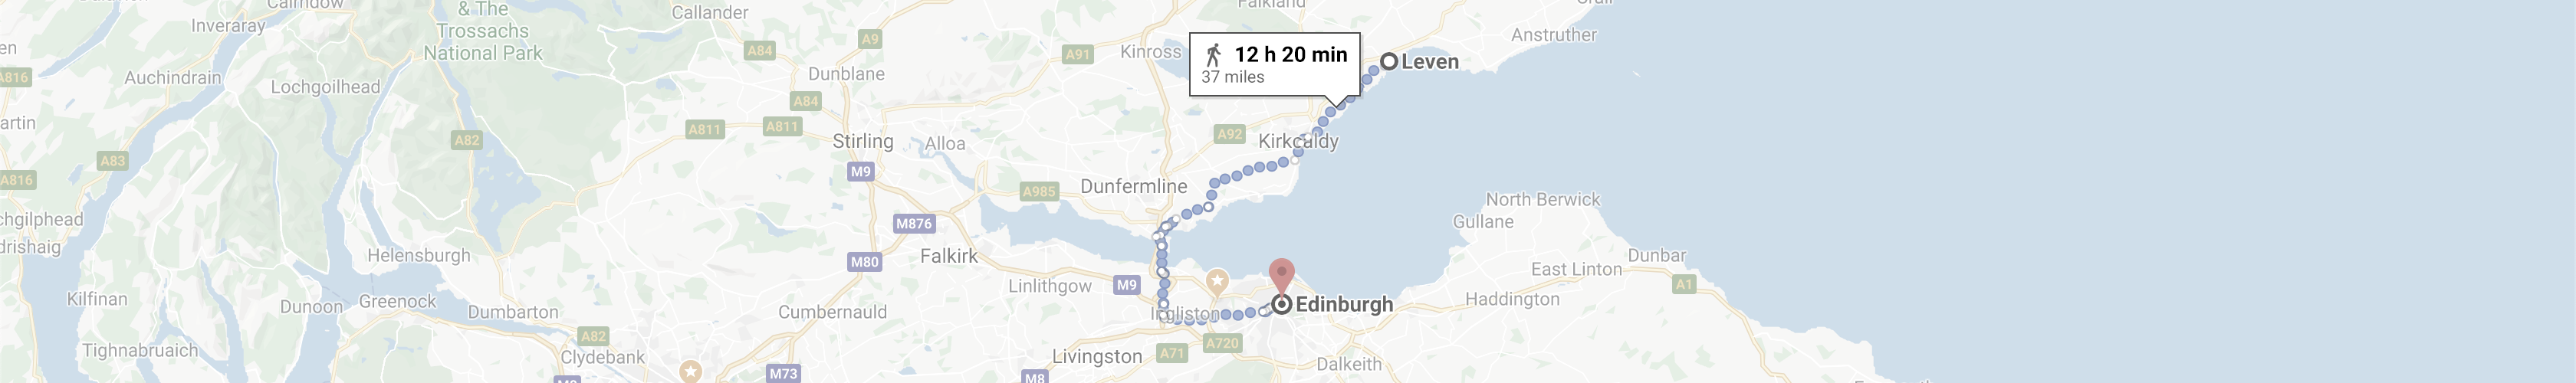 Cairndow
Inveraray
& The
Trossachs
National Park
Callander
Falkland
A84
A9
Kinross
A91
12 h 20 min
37 miles
Leven
Anstruther
A816
Auchindrain
Lochgoilhead
Dunblane
A84
A811
A811
A82
Stirling
Alloa
A92
Kirkcaldy
A83
M9
A816
A985
Dunfermline
North Berwick
M876
Gullane
Helensburgh
Falkirk
M80
Dunbar
East Linton
Linlithgow
M9
A1
Kilfinan
Dunoon
Greenock
Dumbarton
Cumbernauld
Ingliston
Edinburgh
Haddington
A82
Tighnabruaich
Clydebank
Livingston
A71
A720
Dalkeith
M73
M8